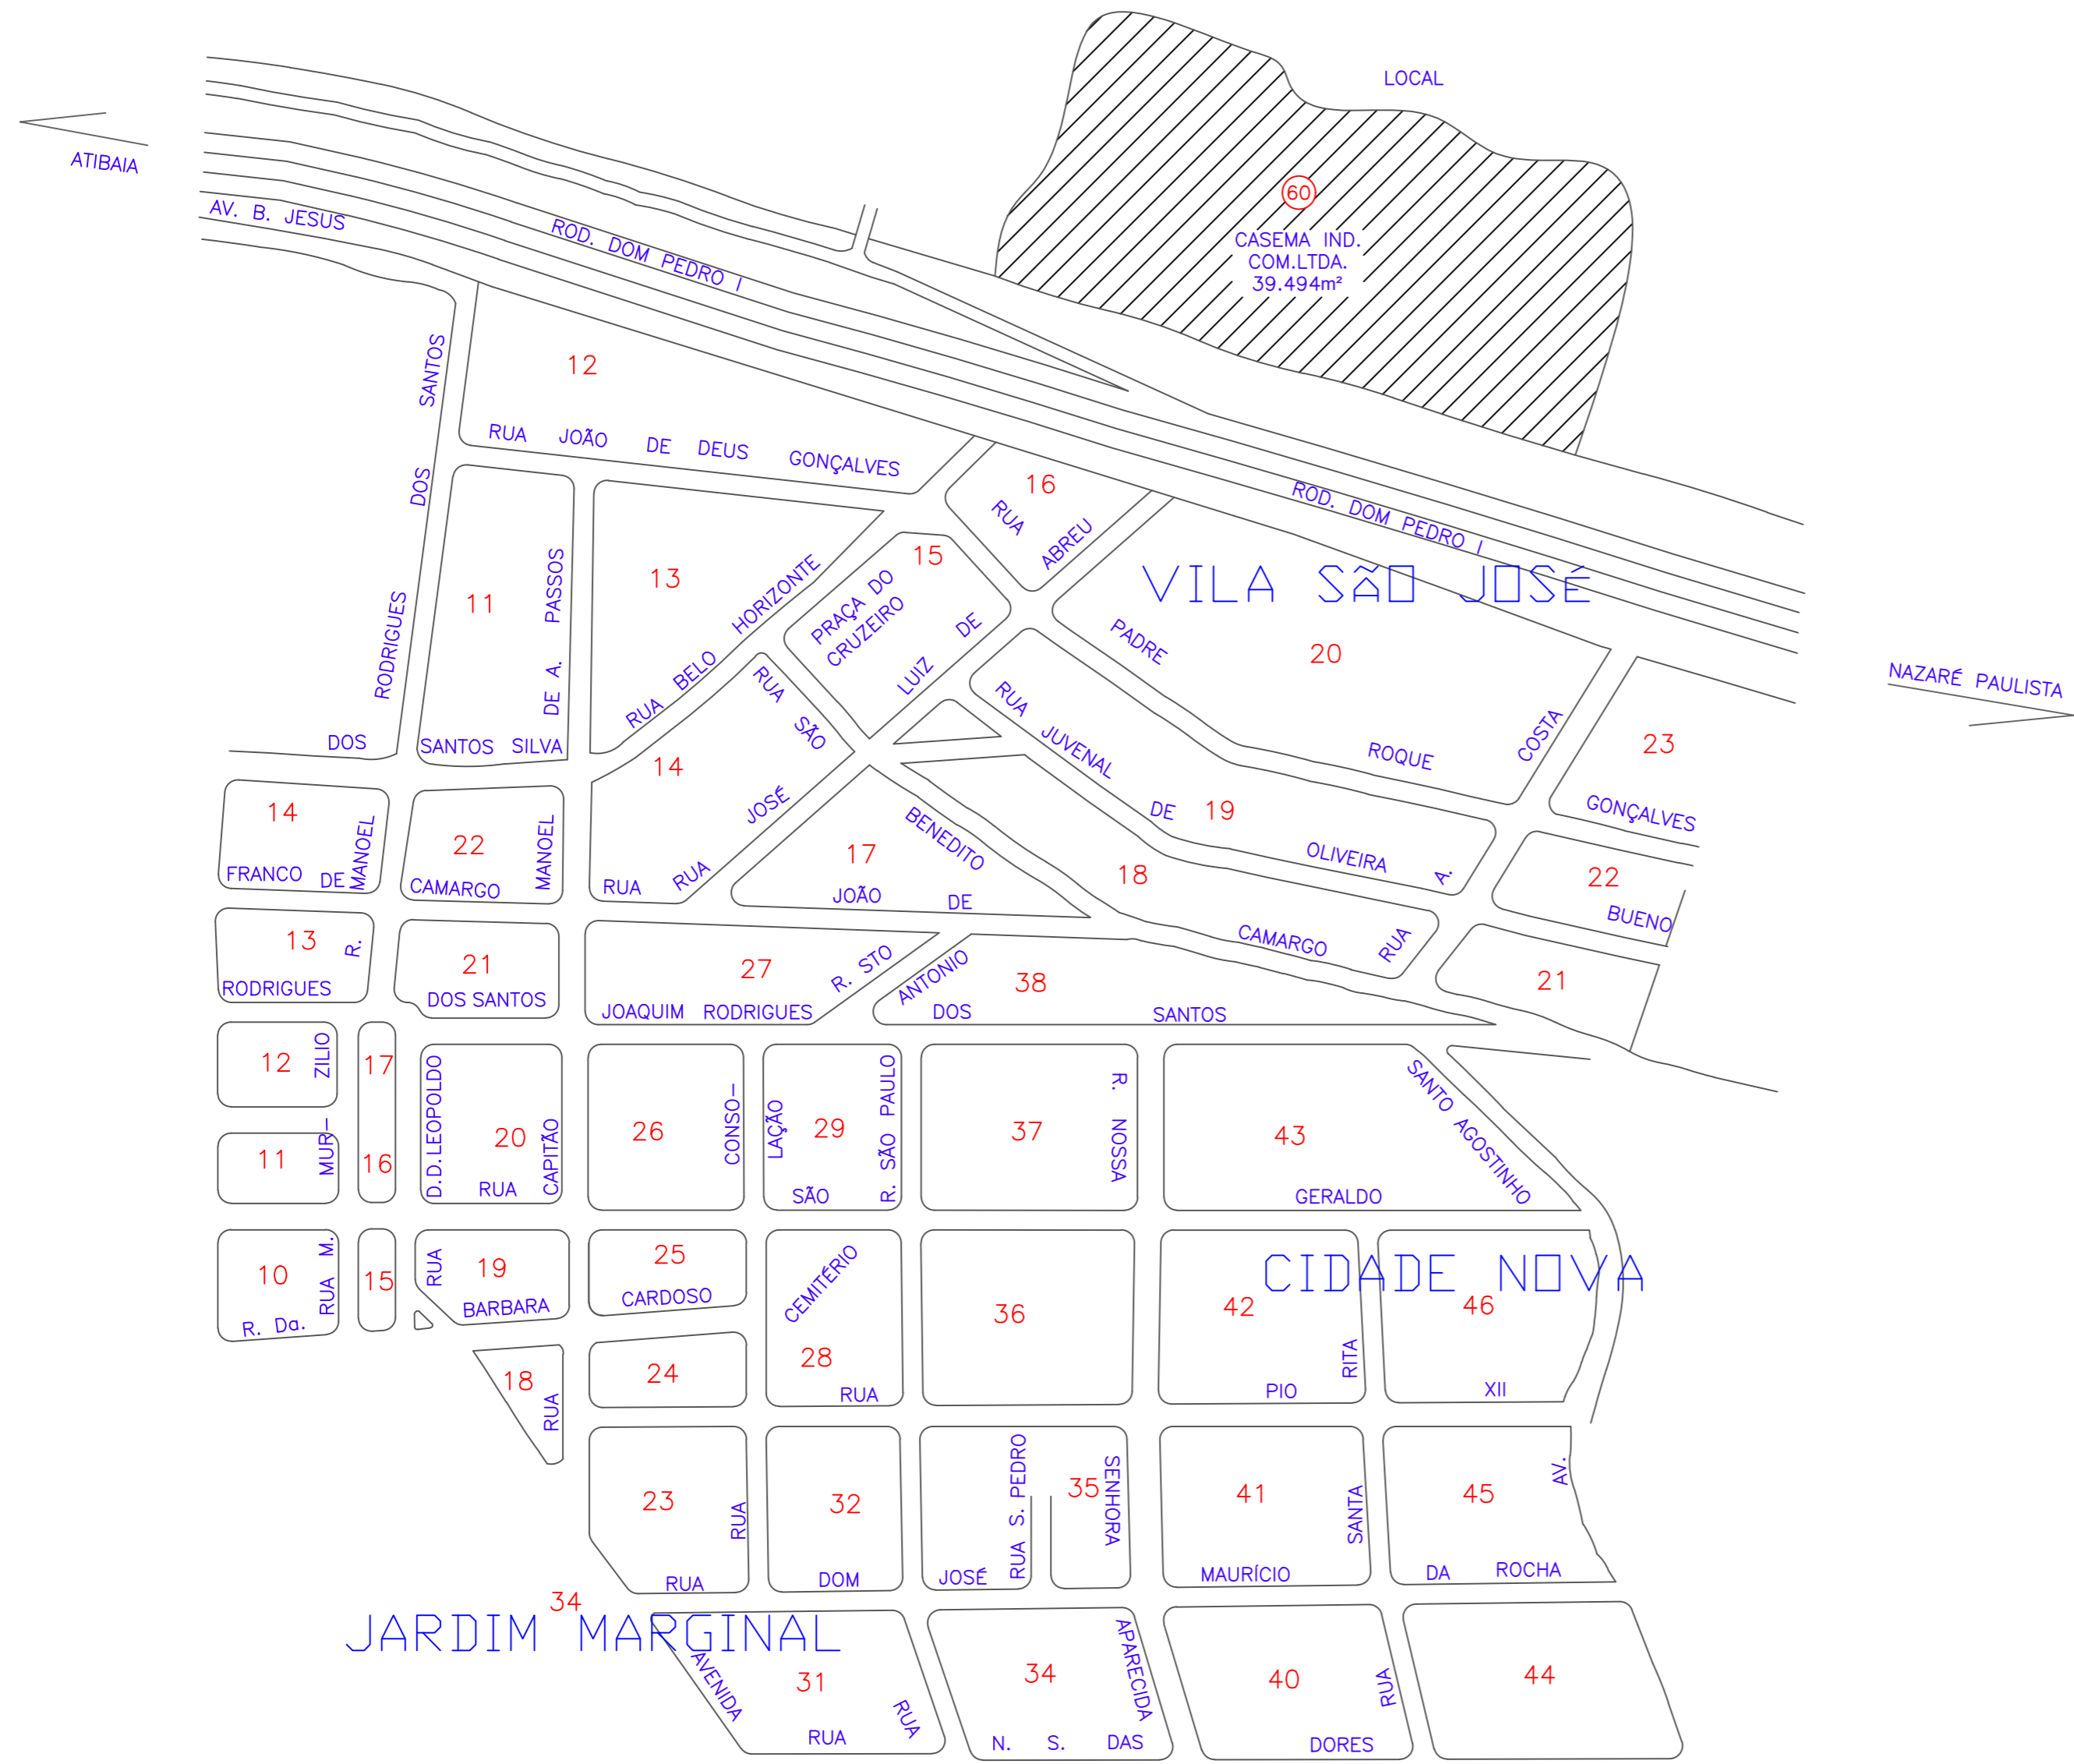 LOCAL
ATIBAIA
60
CASEMA IND.
COM.LTDA.
39.494m²
AV. B. JESUS
ROD. DOM PEDRO I
ROD. DOM PEDRO I
VILA SÃO JOSÉ
NAZARÉ PAULISTA
12
RUA JOÃO DE DEUS GONÇALVES
RODRIGUES DOS SANTOS
16
RUA
ABREU
15
PRAÇA DO
CRUZEIRO
LUIZ DE
11
DE A. PASSOS
13
RUA BELO HORIZONTE
20
PADRE
ROQUE
COSTA
23
GONÇALVES
DOS
SANTOS SILVA
14
RUA SÃO
JOSÉ
RUA
RUA
RUA JUVENAL
DE
19
OLIVEIRA
A.
14
FRANCO DE
MANOEL
22
CAMARGO
MANOEL
17
BENEDITO
JOÃO DE
18
CAMARGO
RUA
22
BUENO
13
R.
RODRIGUES
21
DOS SANTOS
27
R. STO
ANTONIO
JOAQUIM RODRIGUES
38
DOS
SANTOS
21
12
ZILIO
17
D.D.LEOPOLDO
20
RUA
CAPITÃO
26
CONSO-
LAÇÃO
29
SÃO
R. SÃO PAULO
37
R. NOSSA
43
GERALDO
SANTO AGOSTINHO
11
MUR-
16
10
R. Da.
RUA M.
15
RUA
19
BARBARA
25
CARDOSO
CEMITÉRIO
28
RUA
36
42
PIO
RITA
CIDADE NOVA
46
XII
18
RUA
24
23
RUA
RUA
32
DOM
JOSÉ
RUA S. PEDRO
35
SENHORA
41
MAURÍCIO
SANTA
45
AV.
DA ROCHA
34
JARDIM MARGINAL
AVENIDA
31
RUA
RUA
34
APARECIDA
N. S. DAS
40
RUA
DORES
44